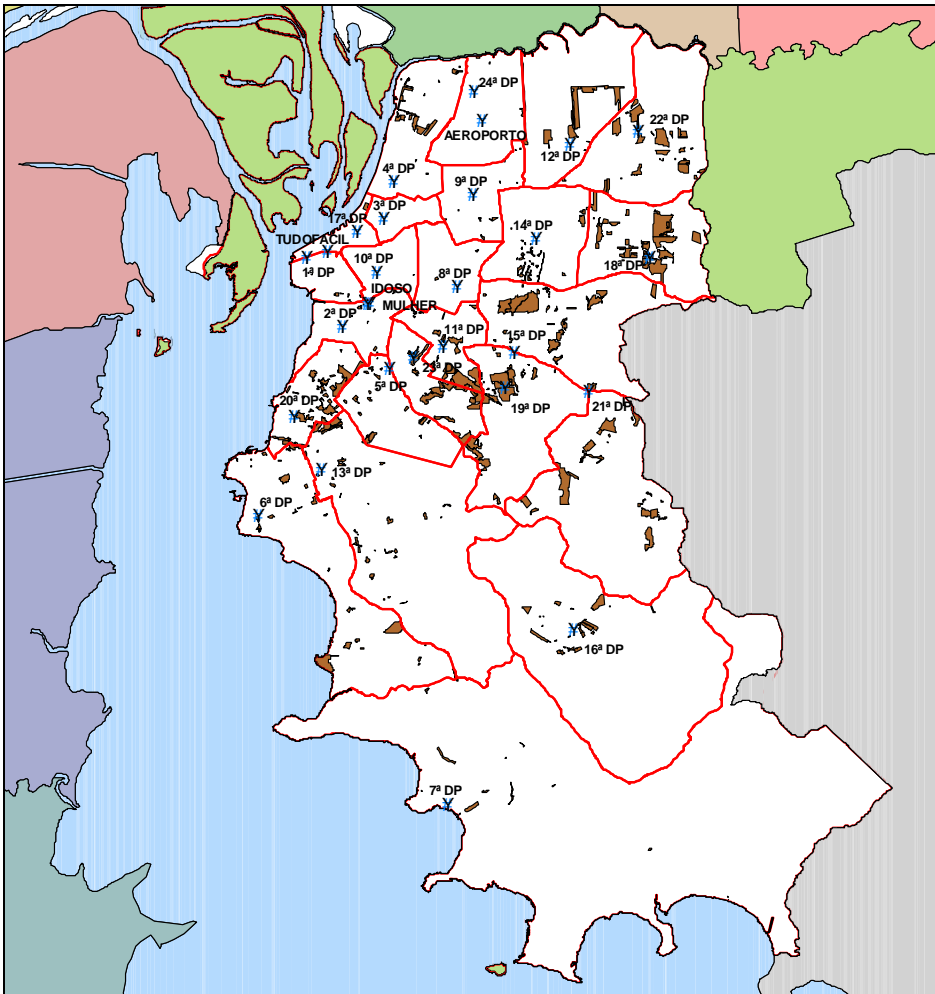 24ª DP
AEROPORTO
22ª DP
12ª DP
4ª DP
9ª DP
3ª DP
17ª DP
14ª DP
TUDOFACIL
1ª DP
10ª DP
8ª DP
18ª DP
IDOSO
MULHER
2ª DP
11ª DP
15ª DP
23ª DP
5ª DP
20ª DP
19ª DP
21ª DP
13ª DP
6ª DP
16ª DP
7ª DP